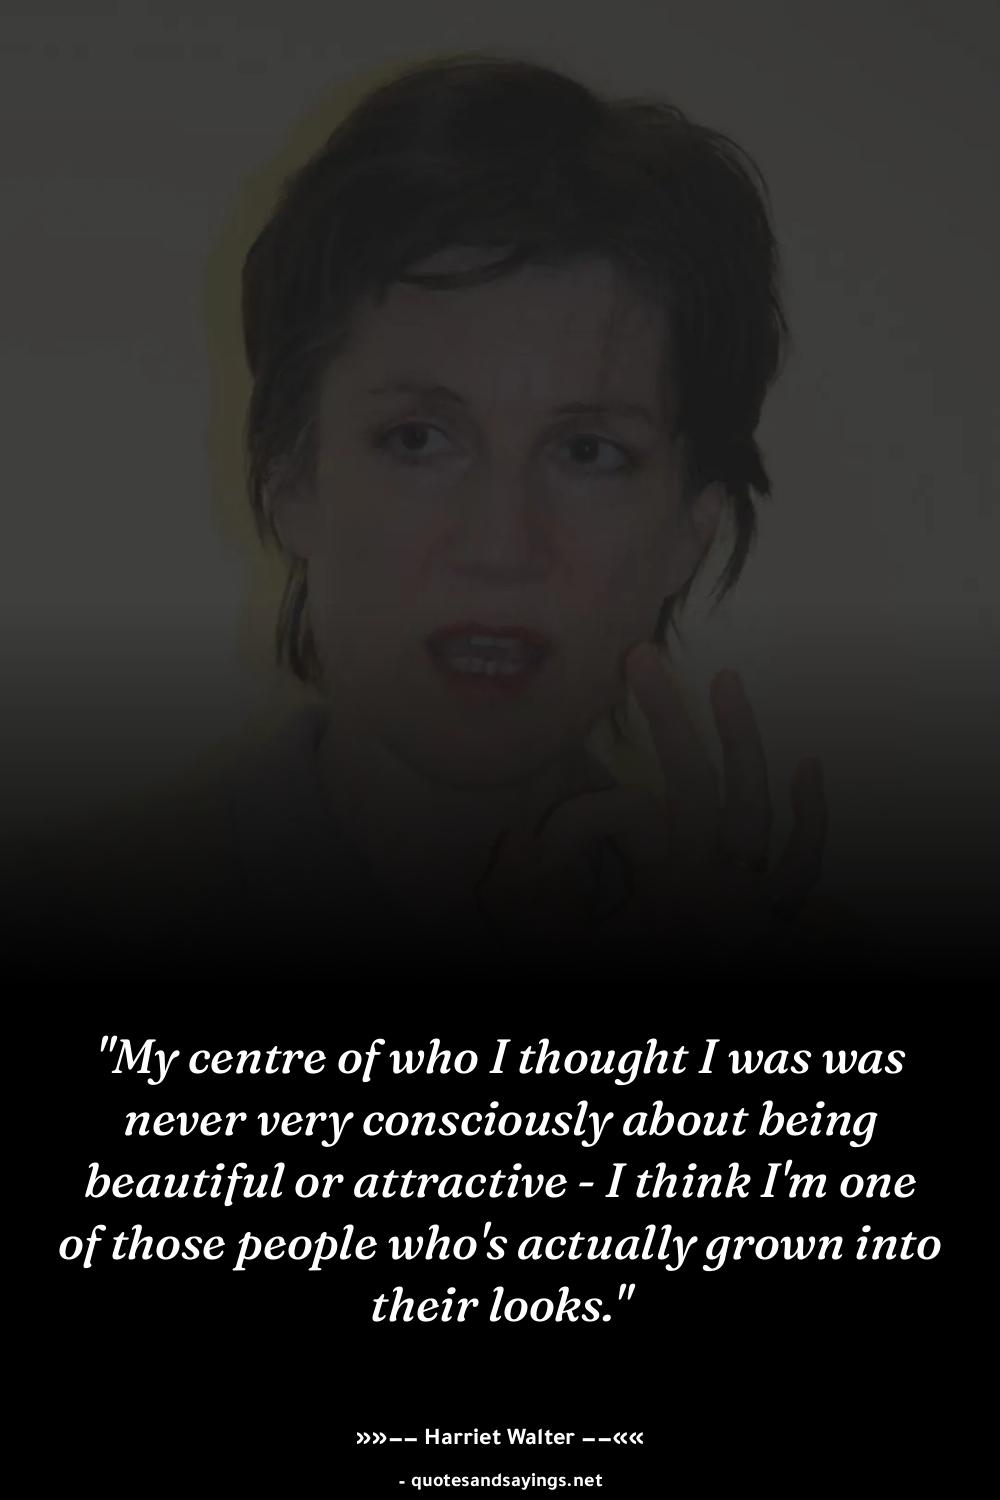 "My centre of who I thought I was was
never very consciously about being
beautiful or attractive - I think I'm one
of those people who's actually grown into
their looks."
»»−− Harriet Walter −−««
- quotesandsayings.net